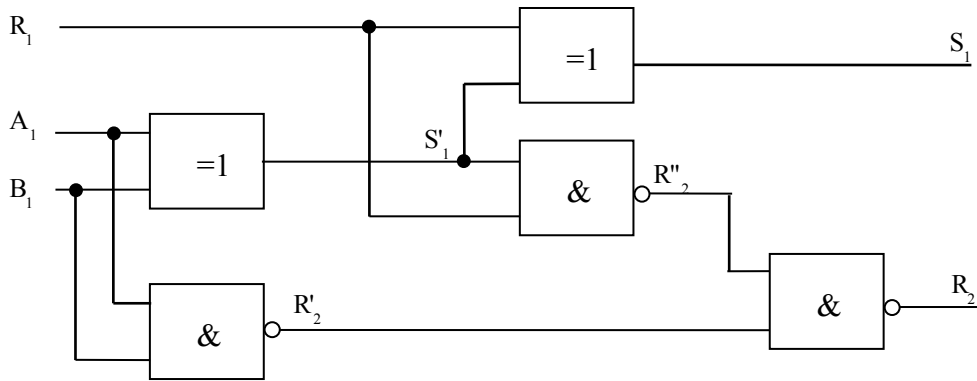 R₁
S₁
=1
A₁
S'₁
=1
B₁
&
R''₂
R₂
R'₂
&
&